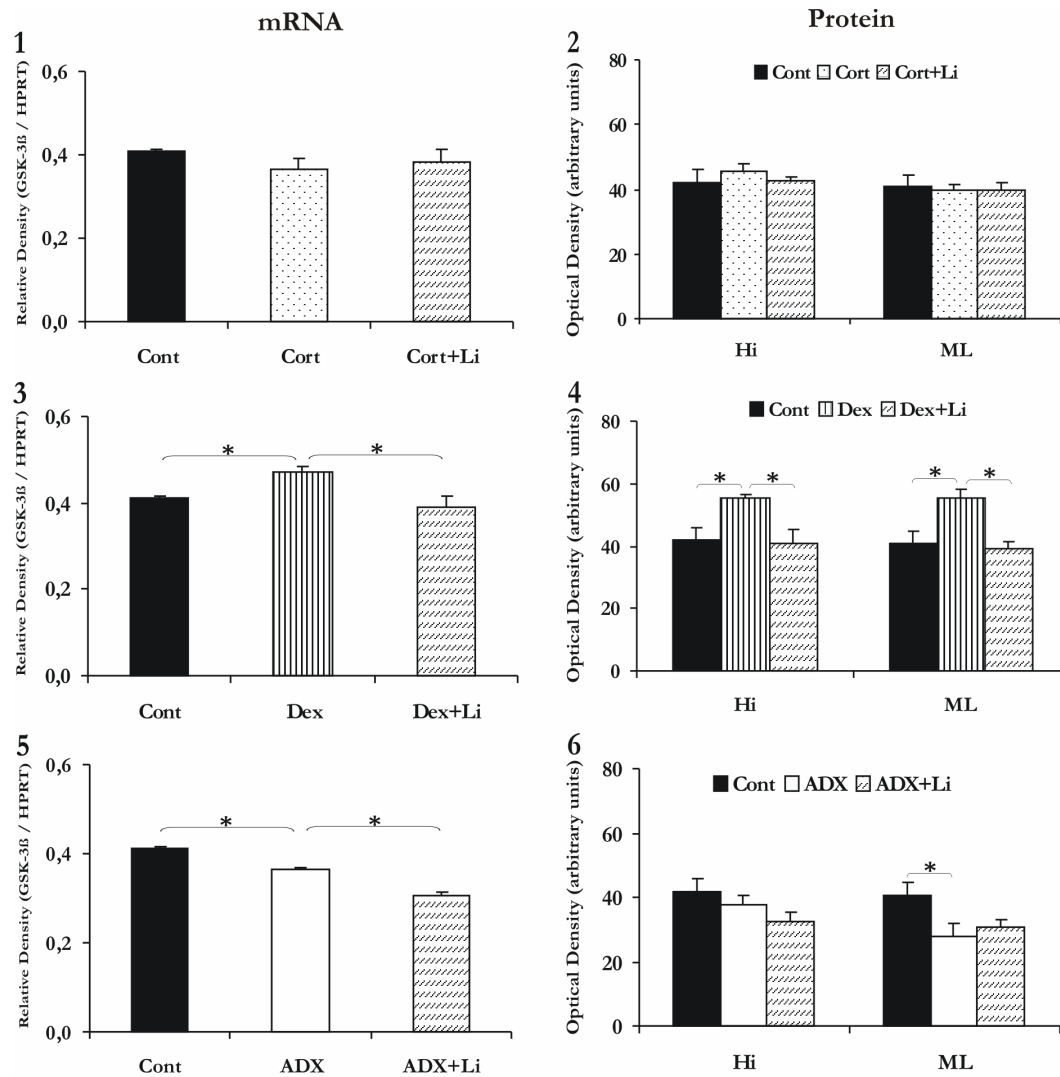 mRNA
Protein
1
Relative Density (GSK-3ß / HPRT)
0,6
0,4
0,2
0,0
Cont Cort Cort+Li
2
Optical Density (arbitrary units)
80
60
40
20
0
Cont Cort Cort+Li
Hi ML
3
Relative Density (GSK-3ß / HPRT)
0,6
0,4
0,2
0,0
* *
Cont Dex Dex+Li
4
Optical Density (arbitrary units)
80
60
40
20
0
Cont Dex Dex+Li
* * * *
Hi ML
5
Relative Density (GSK-3ß / HPRT)
0,6
0,4
0,2
0,0
* *
Cont ADX ADX+Li
6
Optical Density (arbitrary units)
80
60
40
20
0
Cont ADX ADX+Li
*
Hi ML